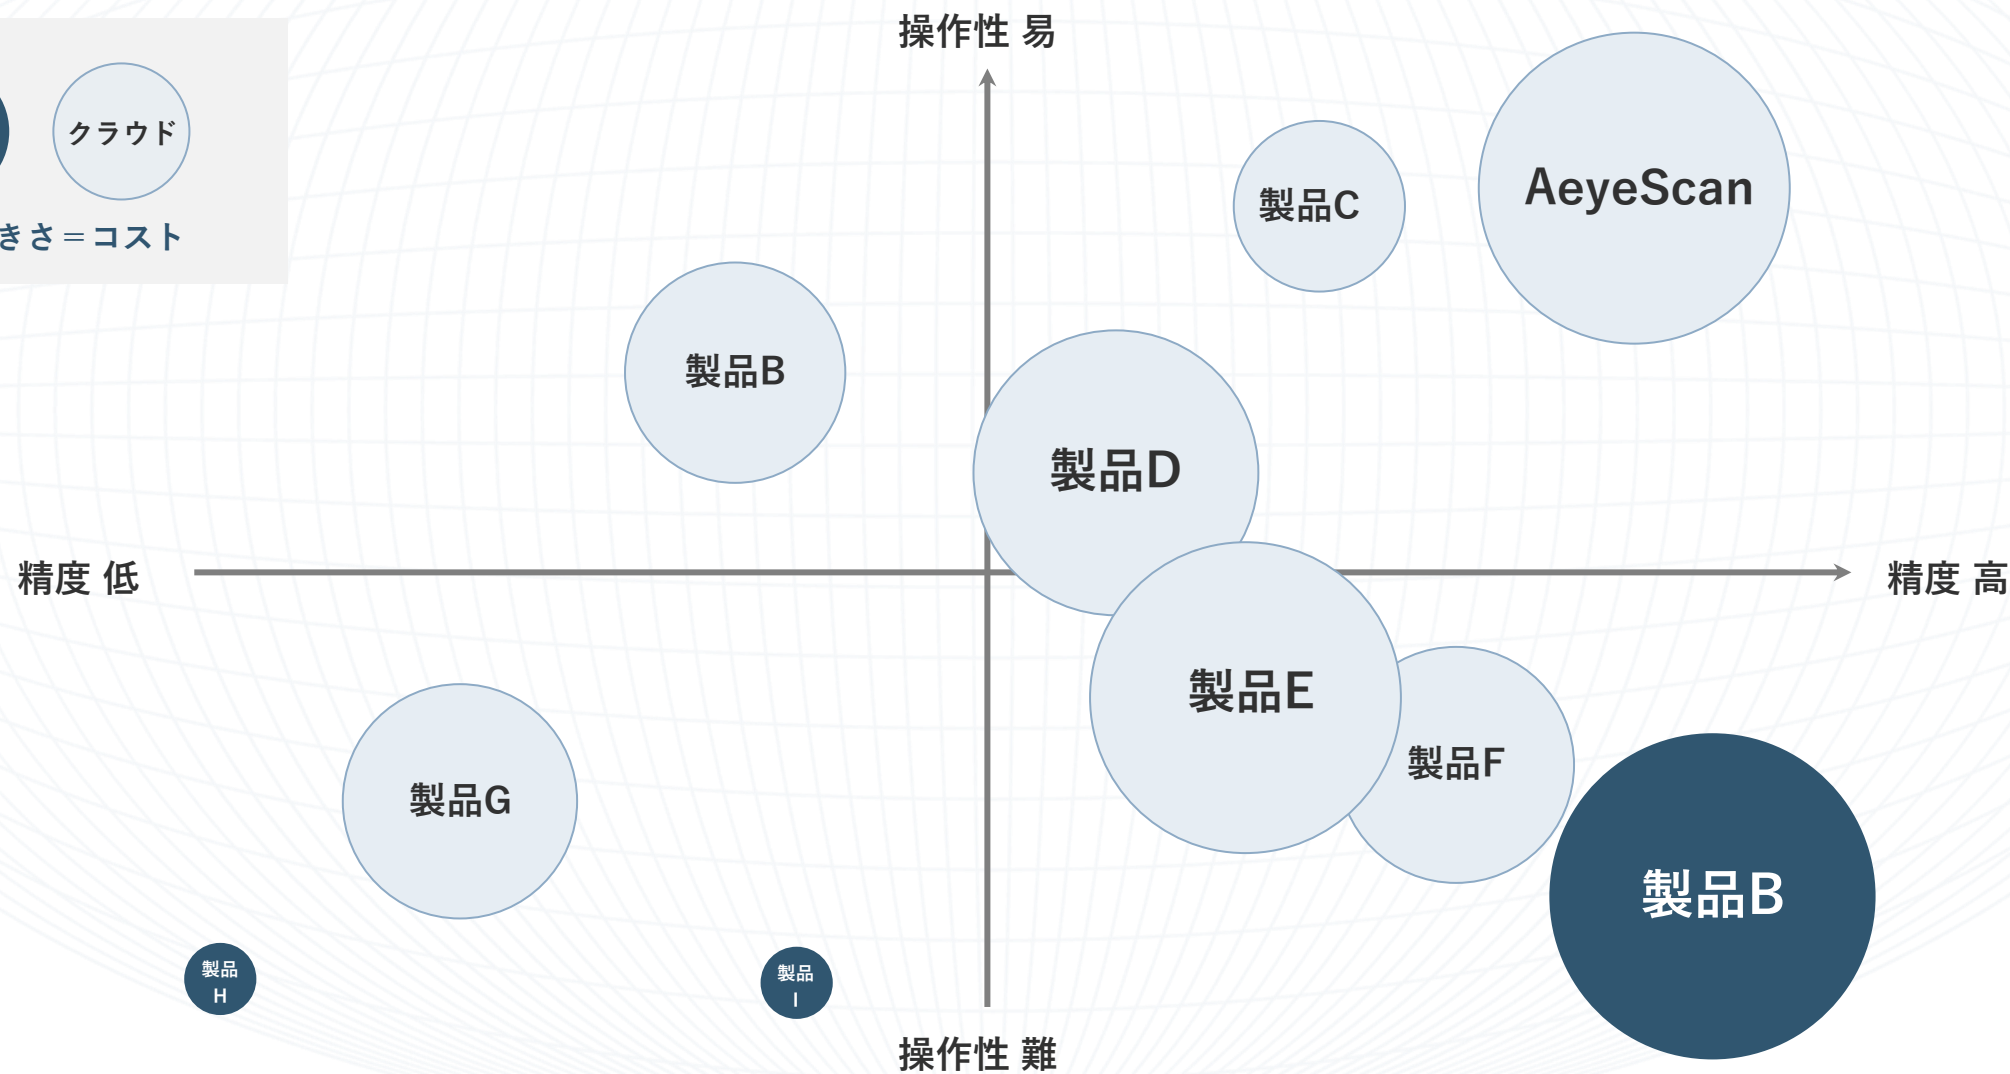 操作性 易
クラウド
きさ＝コスト
AeyeScan
製品C
製品B
製品D
精度 低
精度 高
製品E
製品F
製品G
製品B
製品
H
製品
I
操作性 難